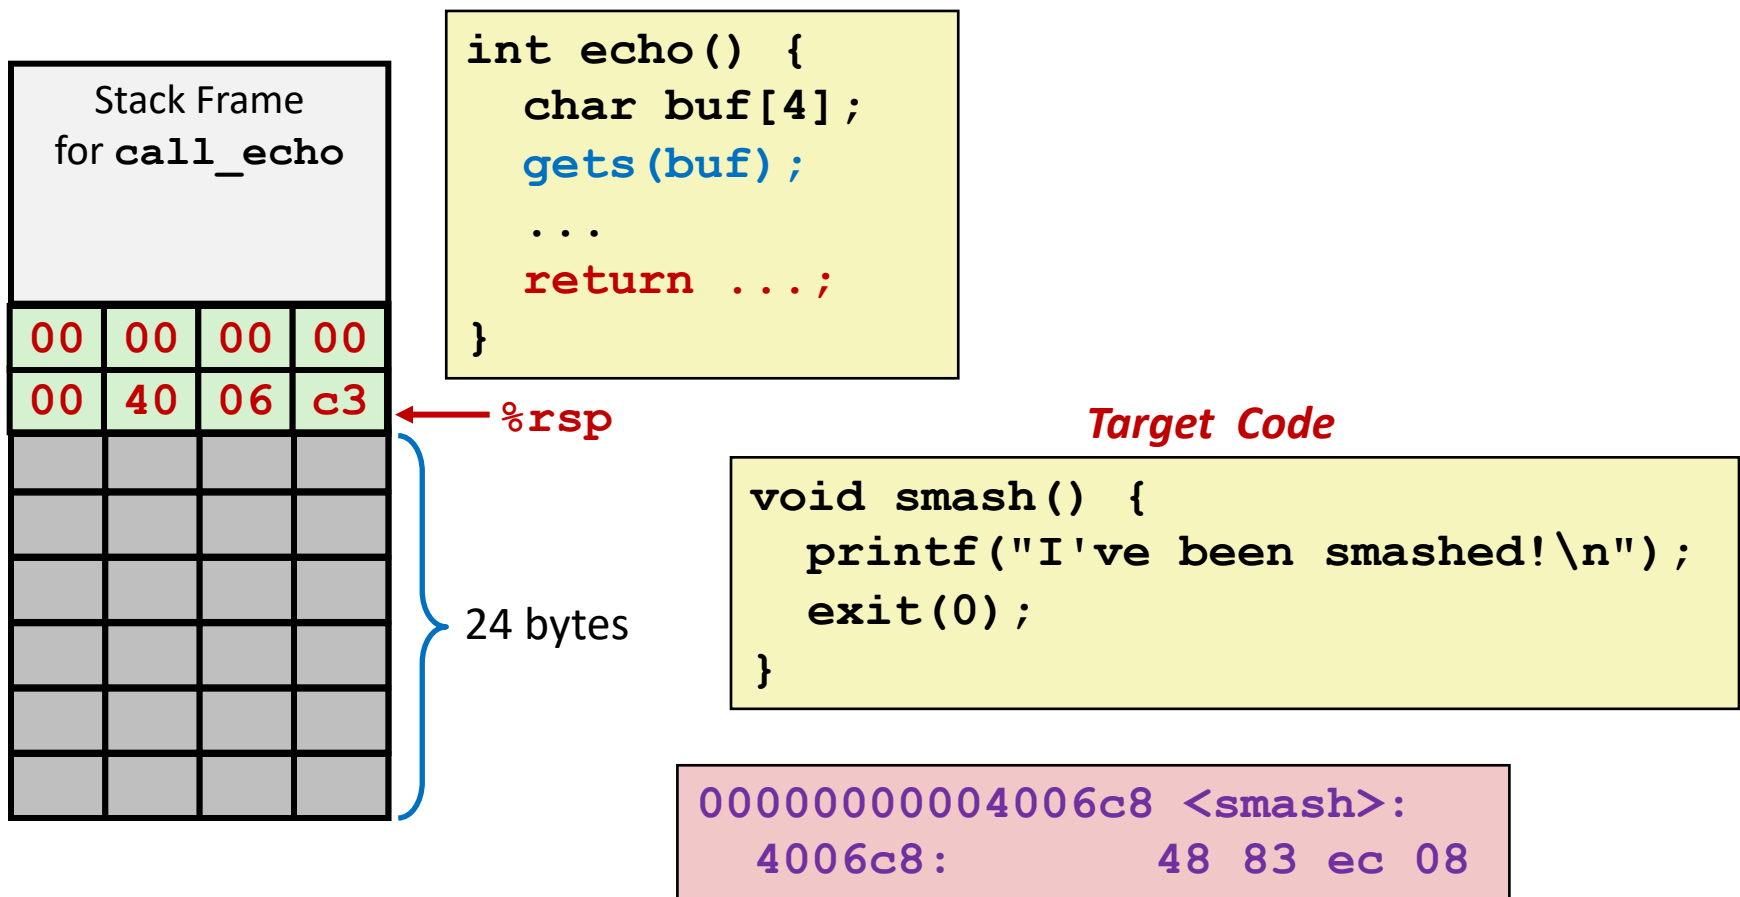 Stack Frame
for call_echo
00 00 00 00
00 40 06 c3
%rsp
24 bytes
int echo() {
  char buf[4];
  gets(buf);
  ...
  return ...;
}
Target Code
void smash() {
  printf("I've been smashed!\n");
  exit(0);
}
00000000004006c8 <smash>:
  4006c8:       48 83 ec 08